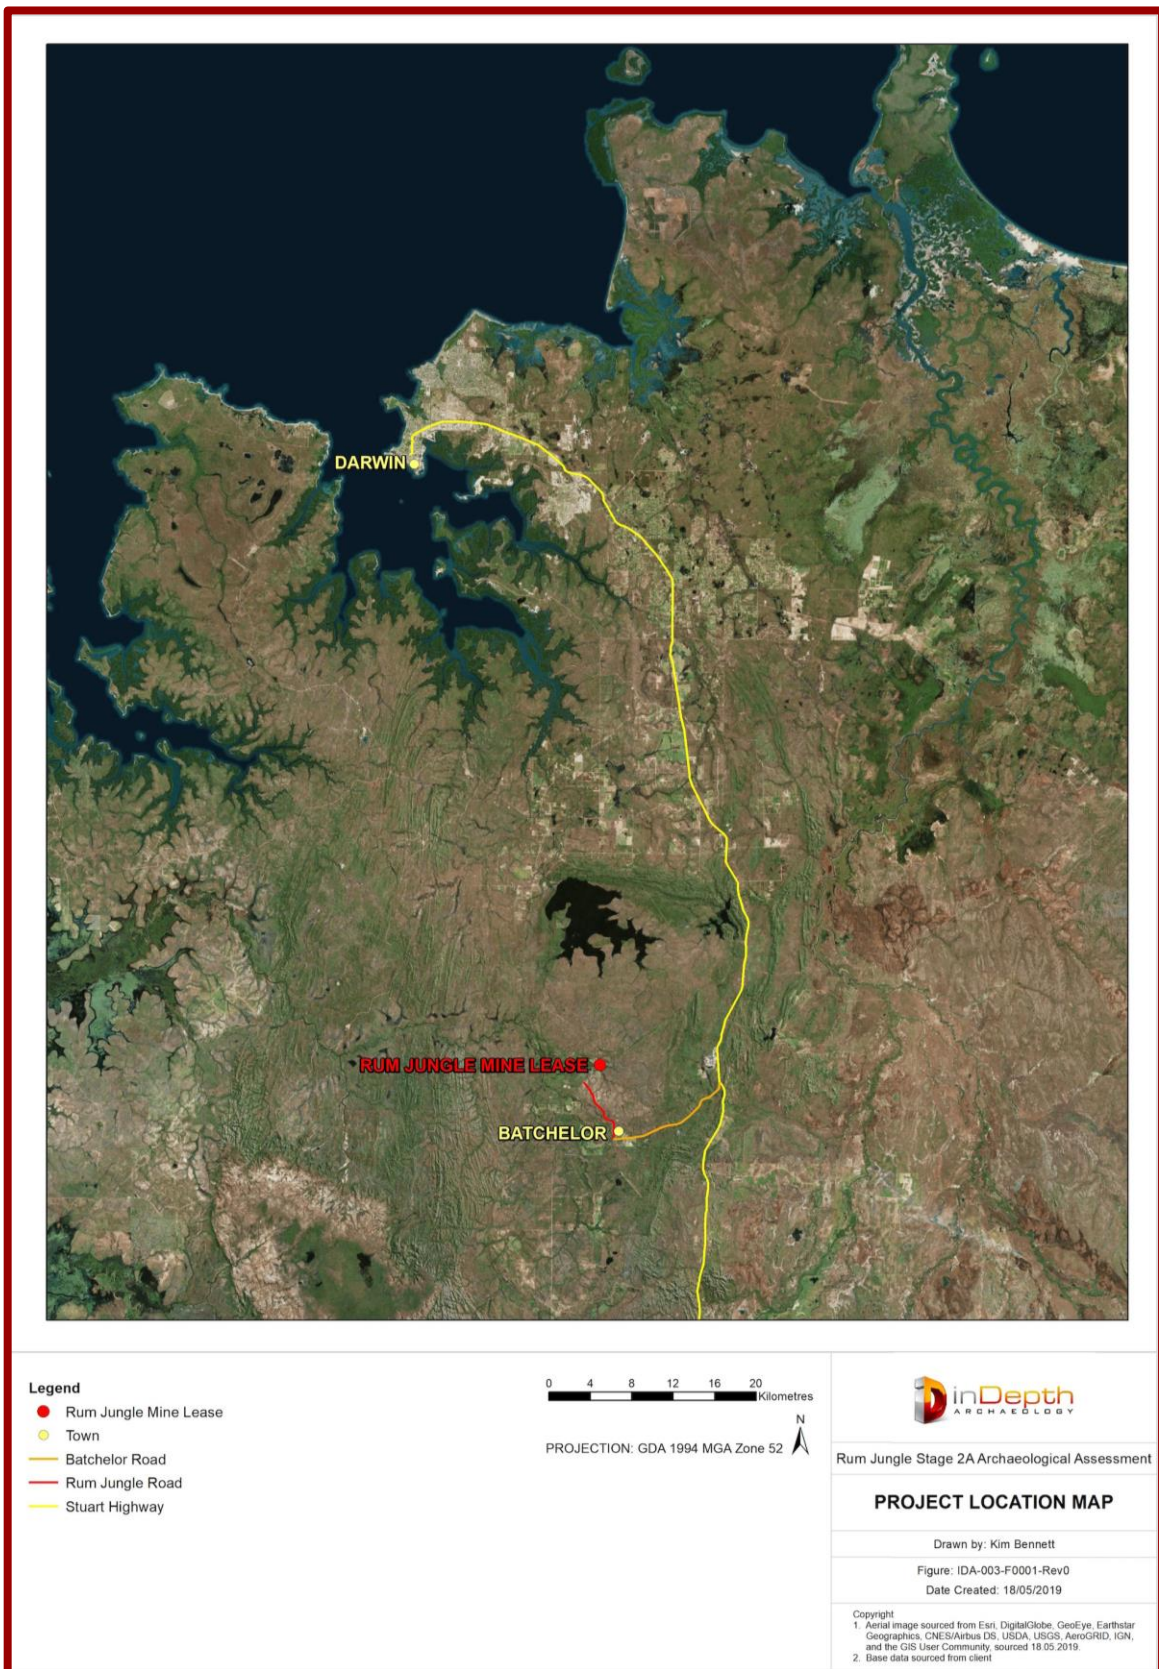 DARWIN
RUM JUNGLE MINE LEASE
BATCHELOR
Legend
Rum Jungle Mine Lease
Town
Batchelor Road
Rum Jungle Road
Stuart Highway
0 4 8 12 16 20
Kilometres
N
PROJECTION: GDA 1994 MGA Zone 52
inDepth
ARCHAEOLOGY
Rum Jungle Stage 2A Archaeological Assessment
PROJECT LOCATION MAP
Drawn by: Kim Bennett
Figure: IDA-003-F0001-Rev0
Date Created: 18/05/2019
Copyright
1. Aerial image sourced from Esri, DigitalGlobe, GeoEye, Earthstar
Geographics, CNES/Airbus DS, USDA, USGS, AeroGRID, IGN,
and the GIS User Community, sourced 18.05.2019.
2. Base data sourced from client